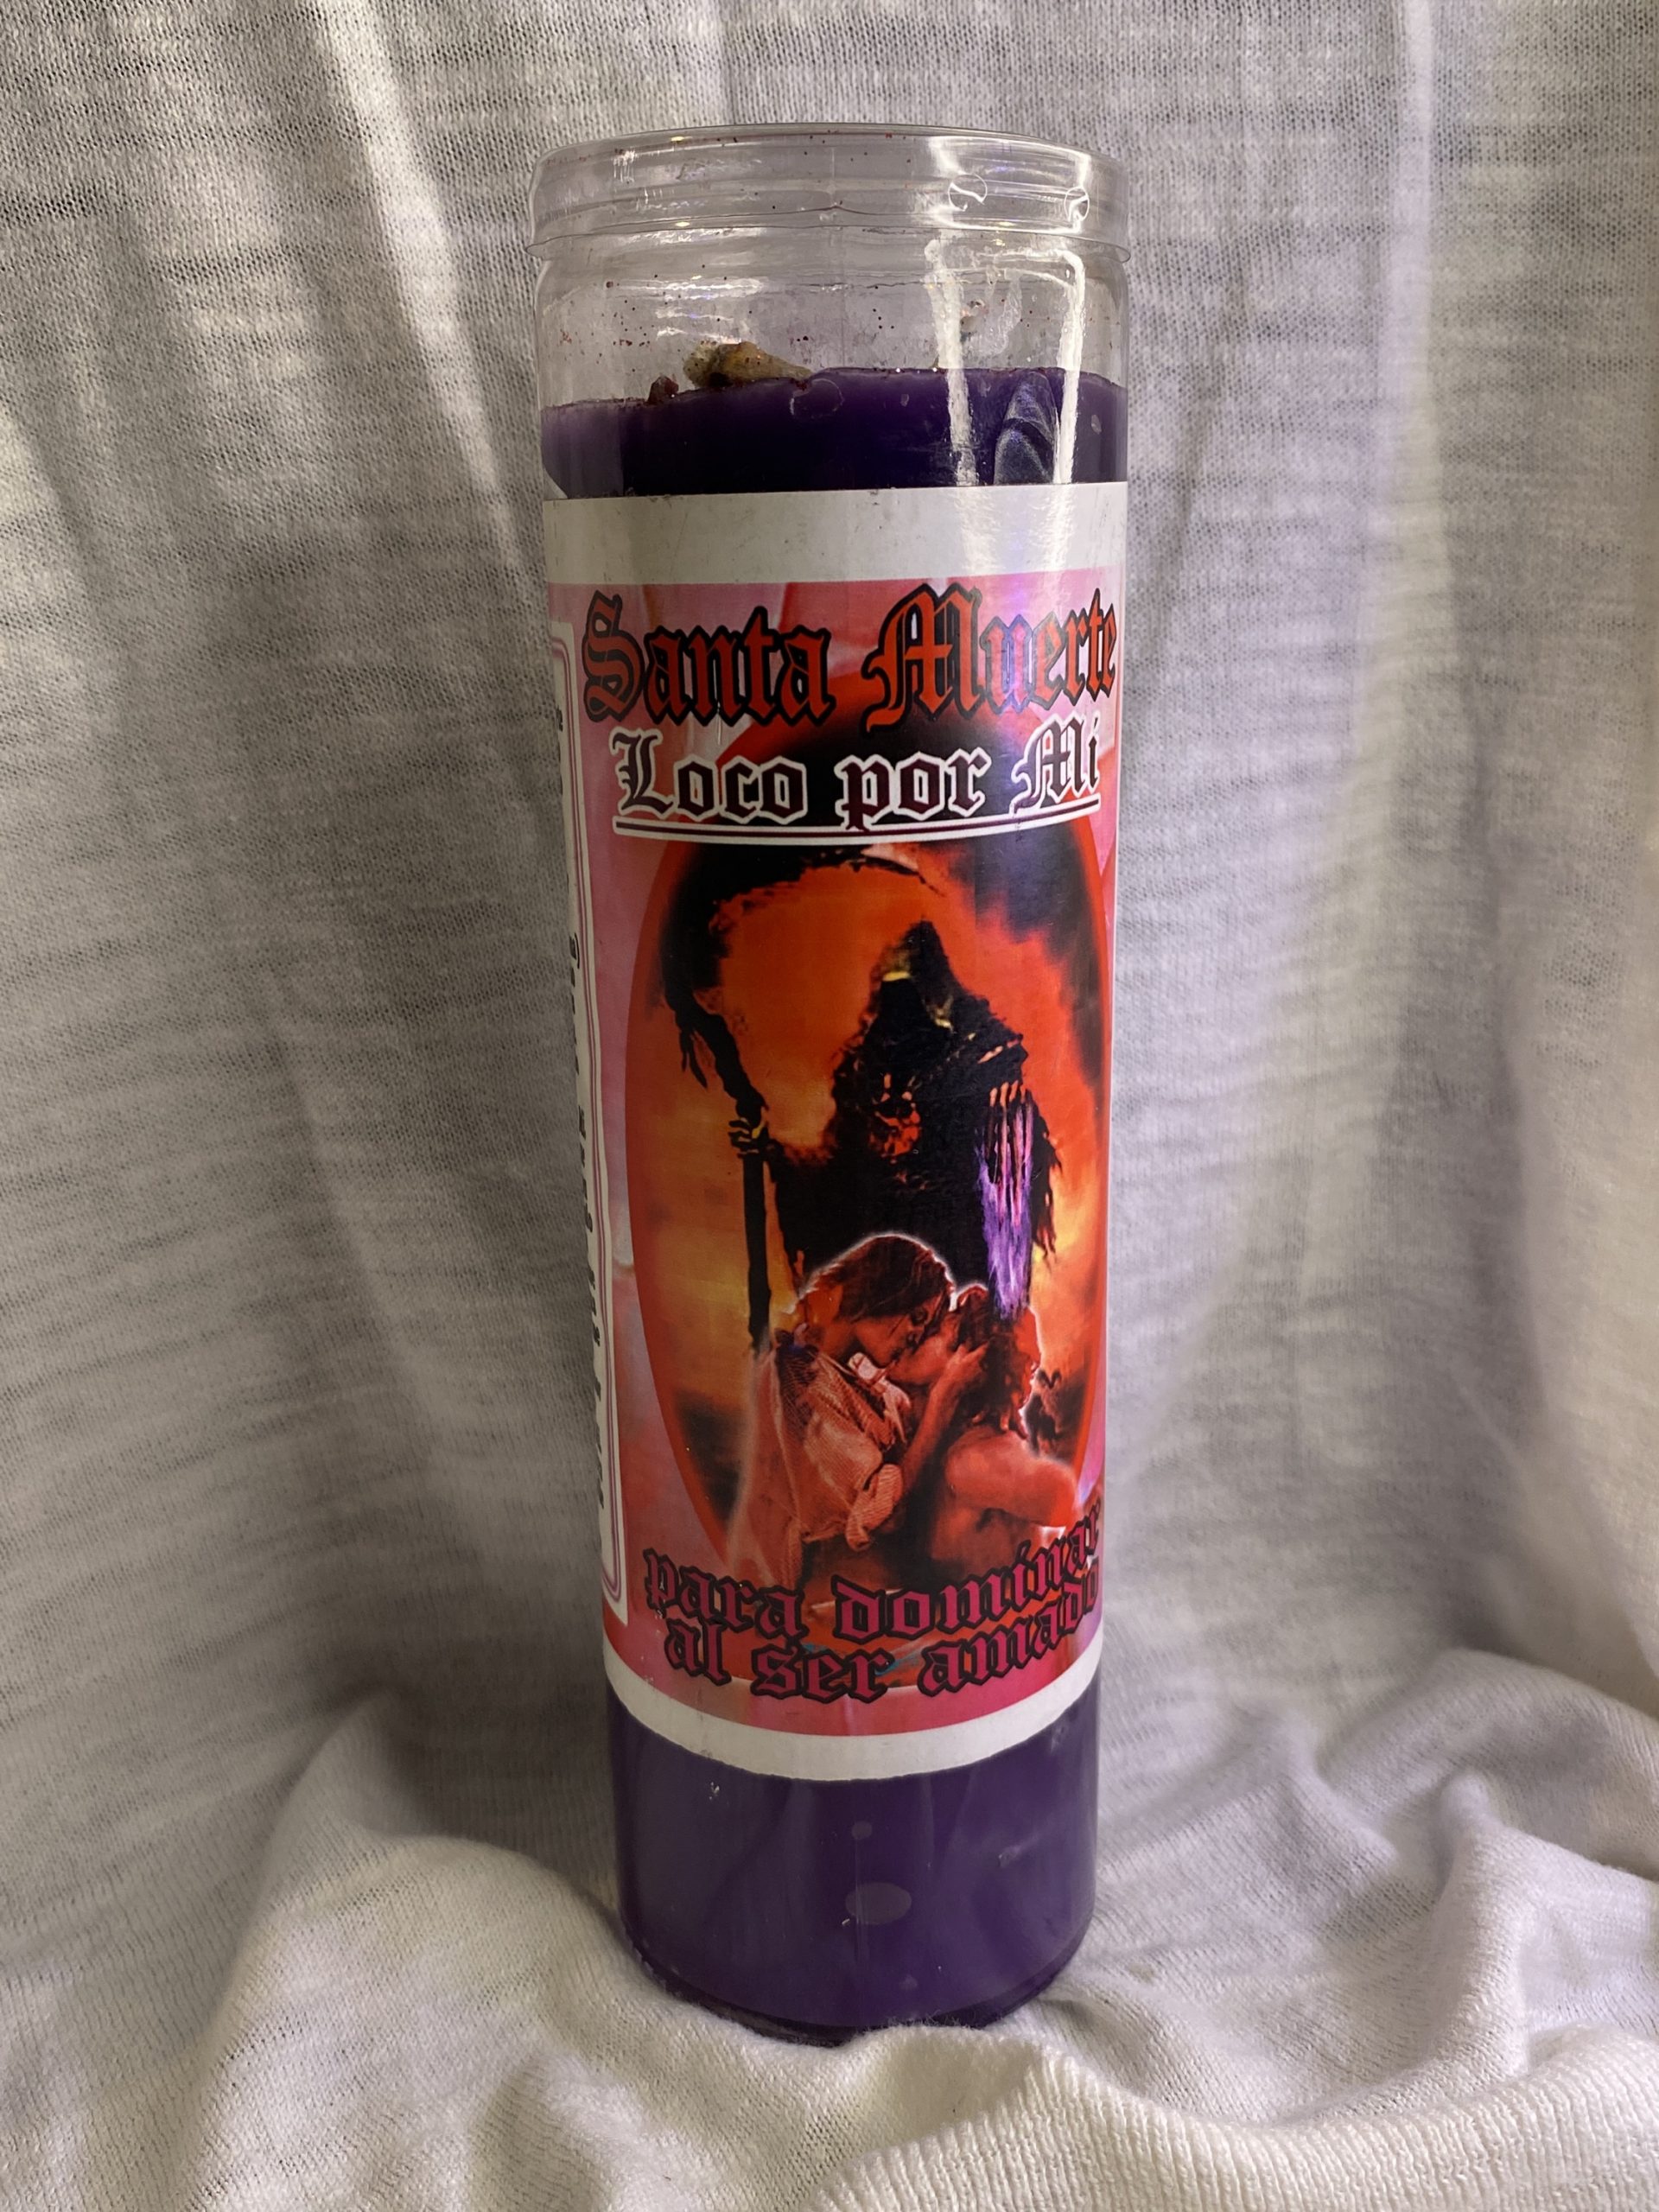 Santa Muerte
Loco por Mi
para dominar
al ser amado